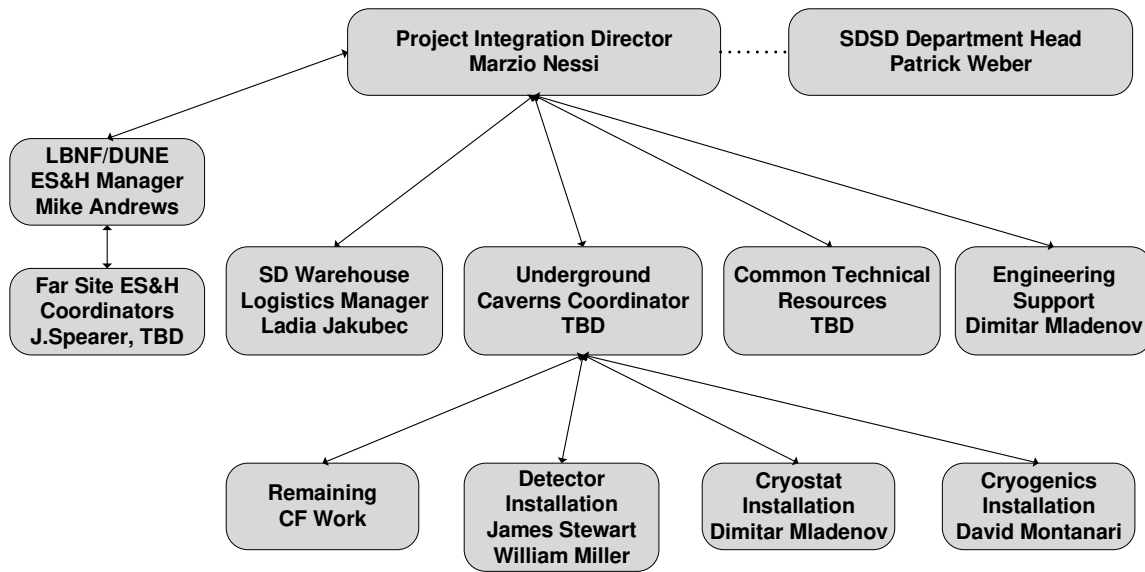 Project Integration Director
Marzio Nessi
SDSD Department Head
Patrick Weber
LBNF/DUNE
ES&H Manager
Mike Andrews
Far Site ES&H
Coordinators
J.Spearer, TBD
SD Warehouse
Logistics Manager
Ladia Jakubec
Underground
Caverns Coordinator
TBD
Common Technical
Resources
TBD
Engineering
Support
Dimitar Mladenov
Remaining
CF Work
Detector
Installation
James Stewart
William Miller
Cryostat
Installation
Dimitar Mladenov
Cryogenics
Installation
David Montanari